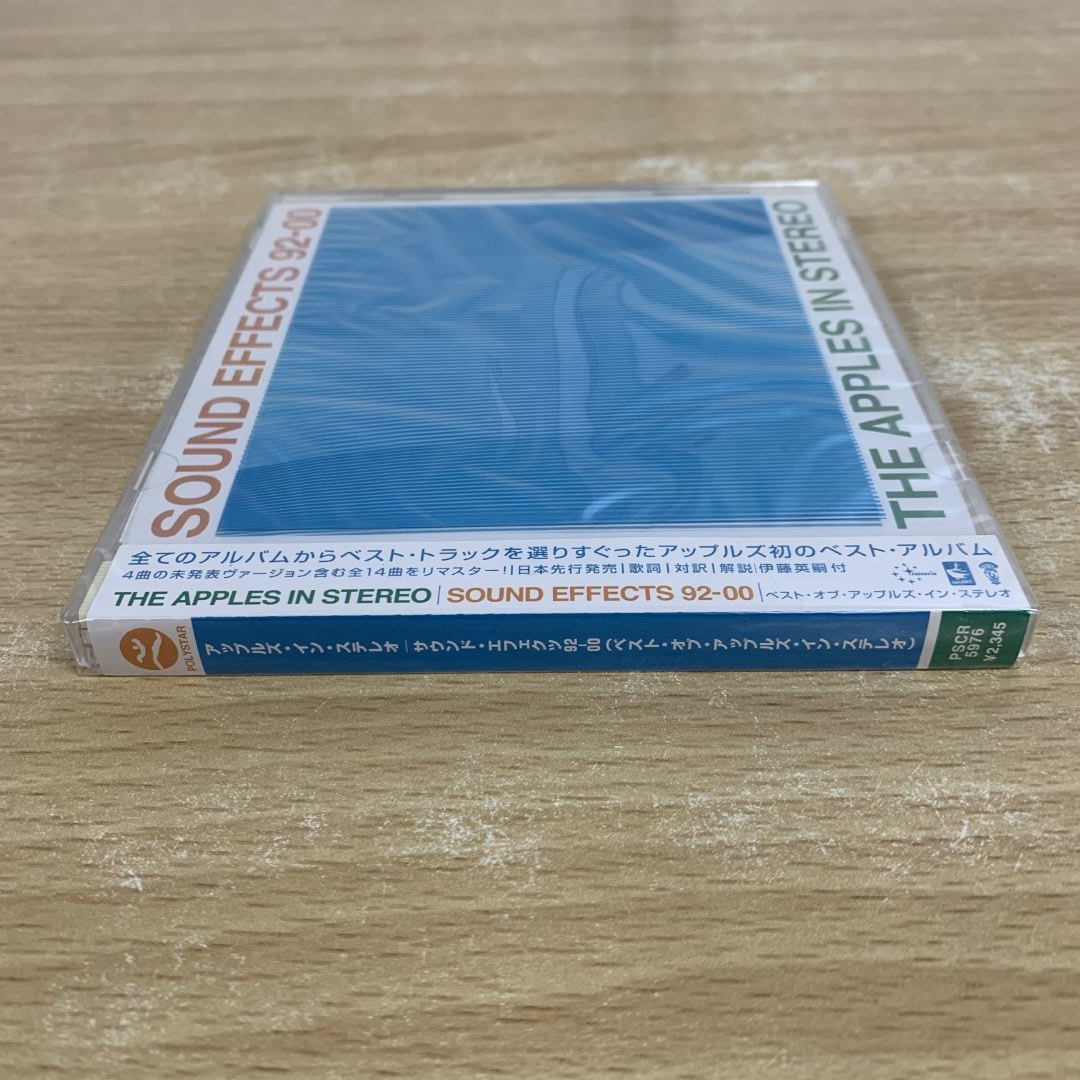 SOUND EFFECTS 92-00
THE APPLES IN STEREO
全てのアルバムからベスト・トラックを選りすぐったアップルズ初のベスト・アルバム
4曲の未発表ヴァージョン含む全14曲をリマスター!|日本先行発売|歌詞|対訳|解説|伊藤英嗣付
THE APPLES IN STEREO|SOUND EFFECTS 92-00|ベスト・オブ・アップルズ・イン・ステレオ
POLYSTAR
アップルズ・イン・ステレオ|サウンド・エフェクツ 92-00(ベスト・オブ・アップルズ・イン・ステレオ)
PSCR
5976
¥2,345